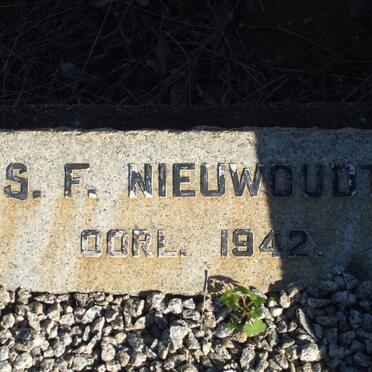 S. F. NIEUWOUDT
OORL. 1942.